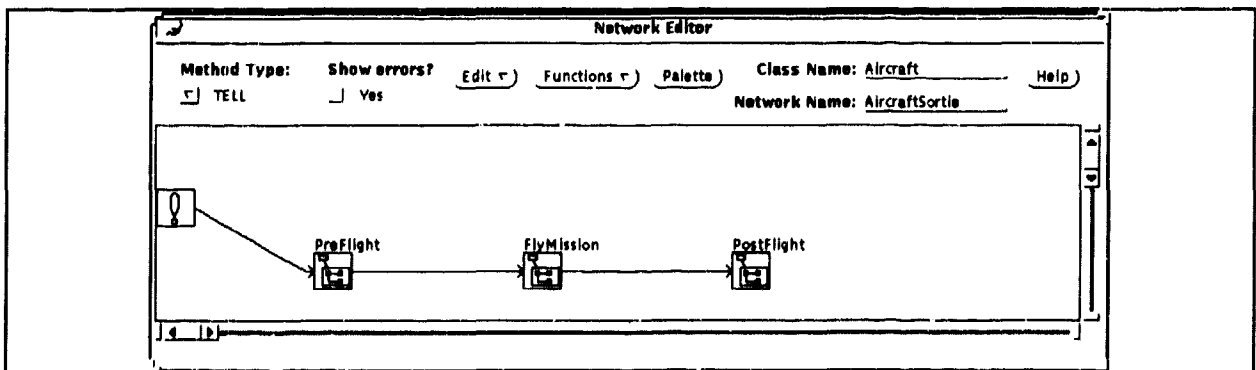 Network Editor
Method Type: Show errors? Edit Functions Palette Class Name: Aircraft Help
TELL Yes Network Name: AircraftSortie
PreFlight FlyMission PostFlight